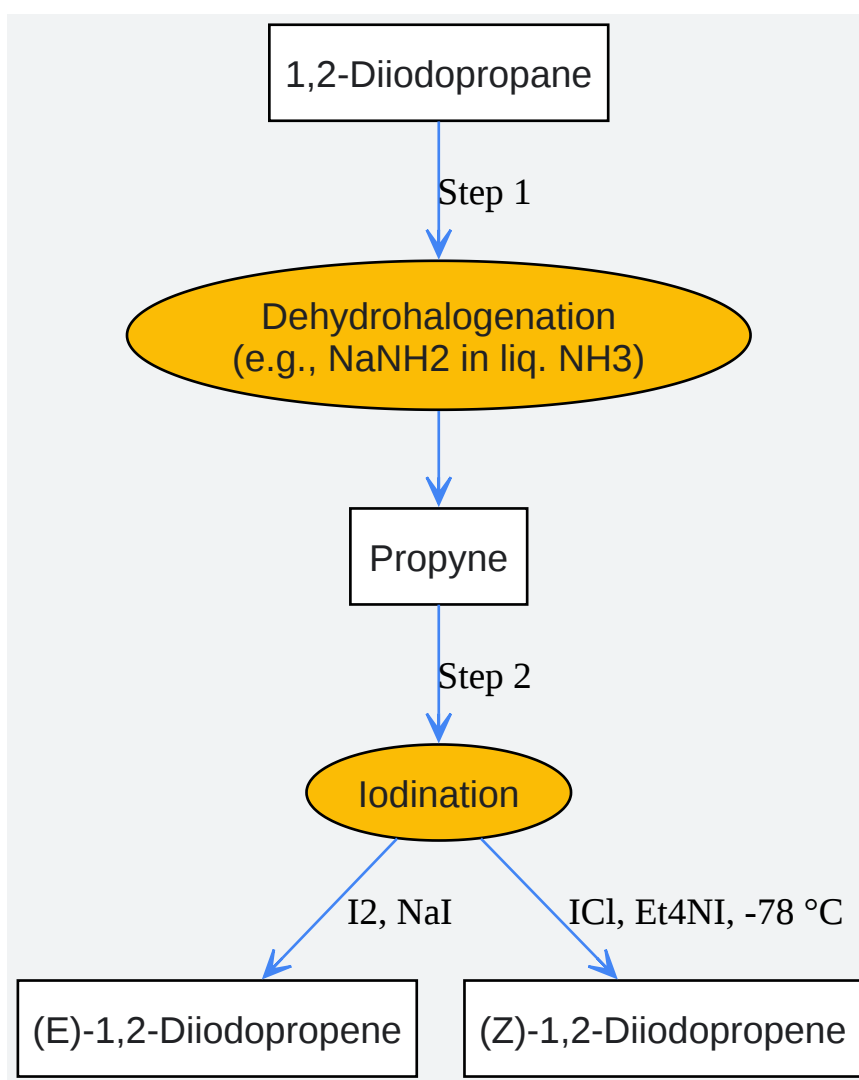 1,2-Diiodopropane
Step 1
Dehydrohalogenation
(e.g., NaNH2 in liq. NH3)
Propyne
Step 2
Iodination
I2, NaI
ICl, Et4NI, -78 °C
(E)-1,2-Diiodopropene
(Z)-1,2-Diiodopropene